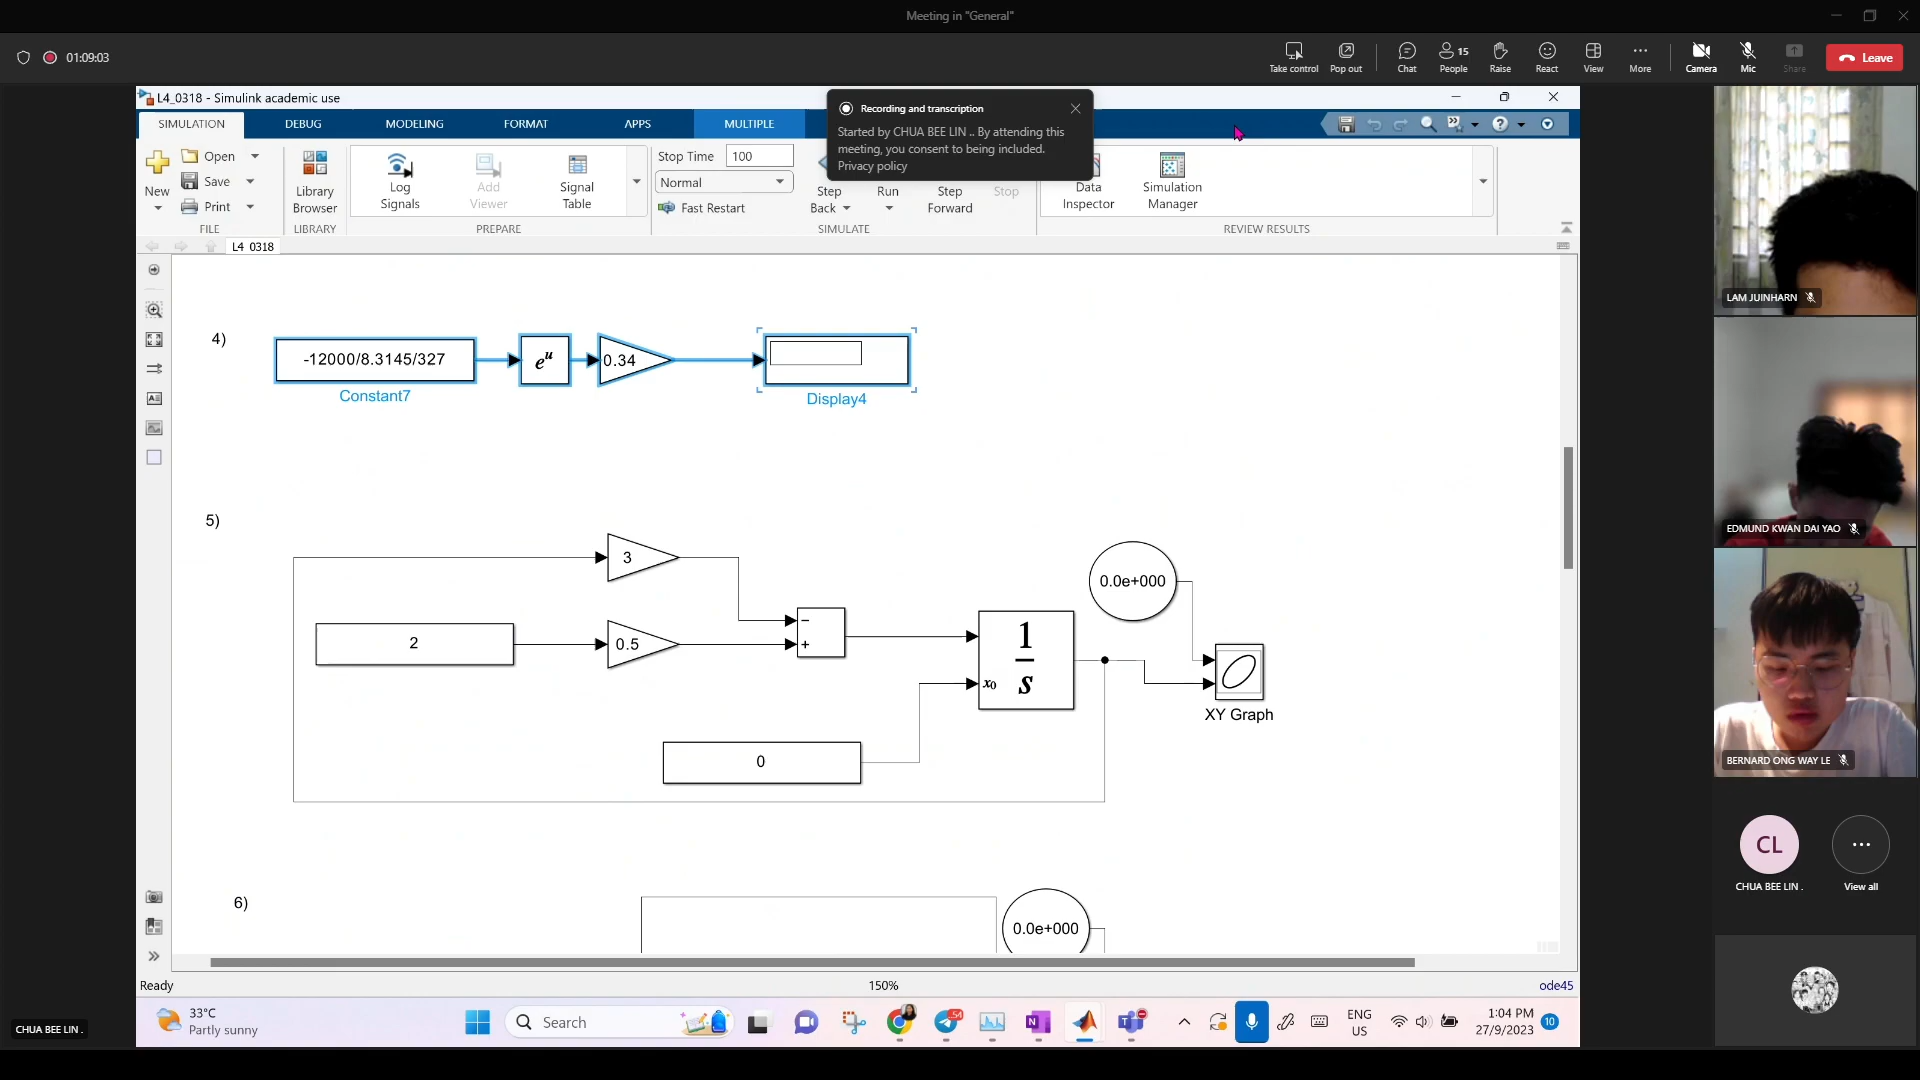 Meeting in "General"
01:09:03
Take control
Pop out
Chat
People
15
Raise
React
View
More
Camera
Mic
Share
Leave
L4_0318 - Simulink academic use
SIMULATION
DEBUG
MODELING
FORMAT
APPS
MULTIPLE
Recording and transcription
Started by CHUA BEE LIN .. By attending this
meeting, you consent to being included.
Privacy policy
New
Open
Save
Print
FILE
Library
Browser
LIBRARY
Log
Signals
Add
Viewer
Signal
Table
PREPARE
Stop Time
100
Normal
Fast Restart
Step
Back
Run
Step
Forward
Stop
SIMULATE
Data
Inspector
Simulation
Manager
REVIEW RESULTS
L4_0318
4)
-12000/8.3145/327
Constant7
e^u
0.34
Display4
5)
3
2
0.5
−
+
1
s
x0
0
0.0e+000
XY Graph
6)
0.0e+000
Ready
150%
ode45
33°C
Partly sunny
Search
54
ENG
US
1:04 PM
27/9/2023
10
CHUA BEE LIN .
LAM JUINHARN
EDMUND KWAN DAI YAO
BERNARD ONG WAY LE
CL
CHUA BEE LIN .
View all